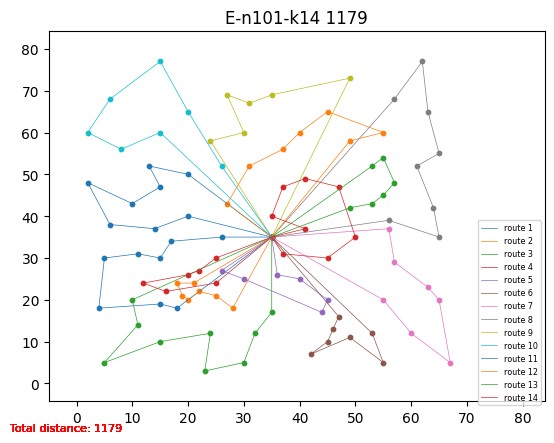 E-n101-k14 1179
80
70
60
50
40
30
20
10
0
0 10 20 30 40 50 60 70 80
route 1
route 2
route 3
route 4
route 5
route 6
route 7
route 8
route 9
route 10
route 11
route 12
route 13
route 14
Total distance: 1179